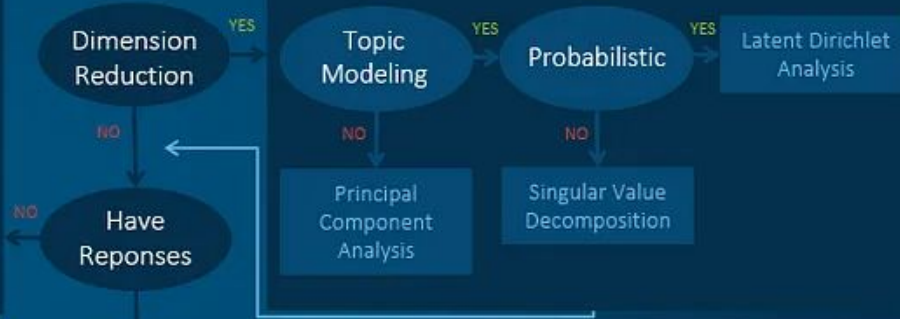 Dimension
Reduction
YES
Topic
Modeling
YES
Probabilistic
YES
Latent Dirichlet
Analysis
NO
NO
NO
Principal
Component
Analysis
Singular Value
Decomposition
NO
Have
Reponses